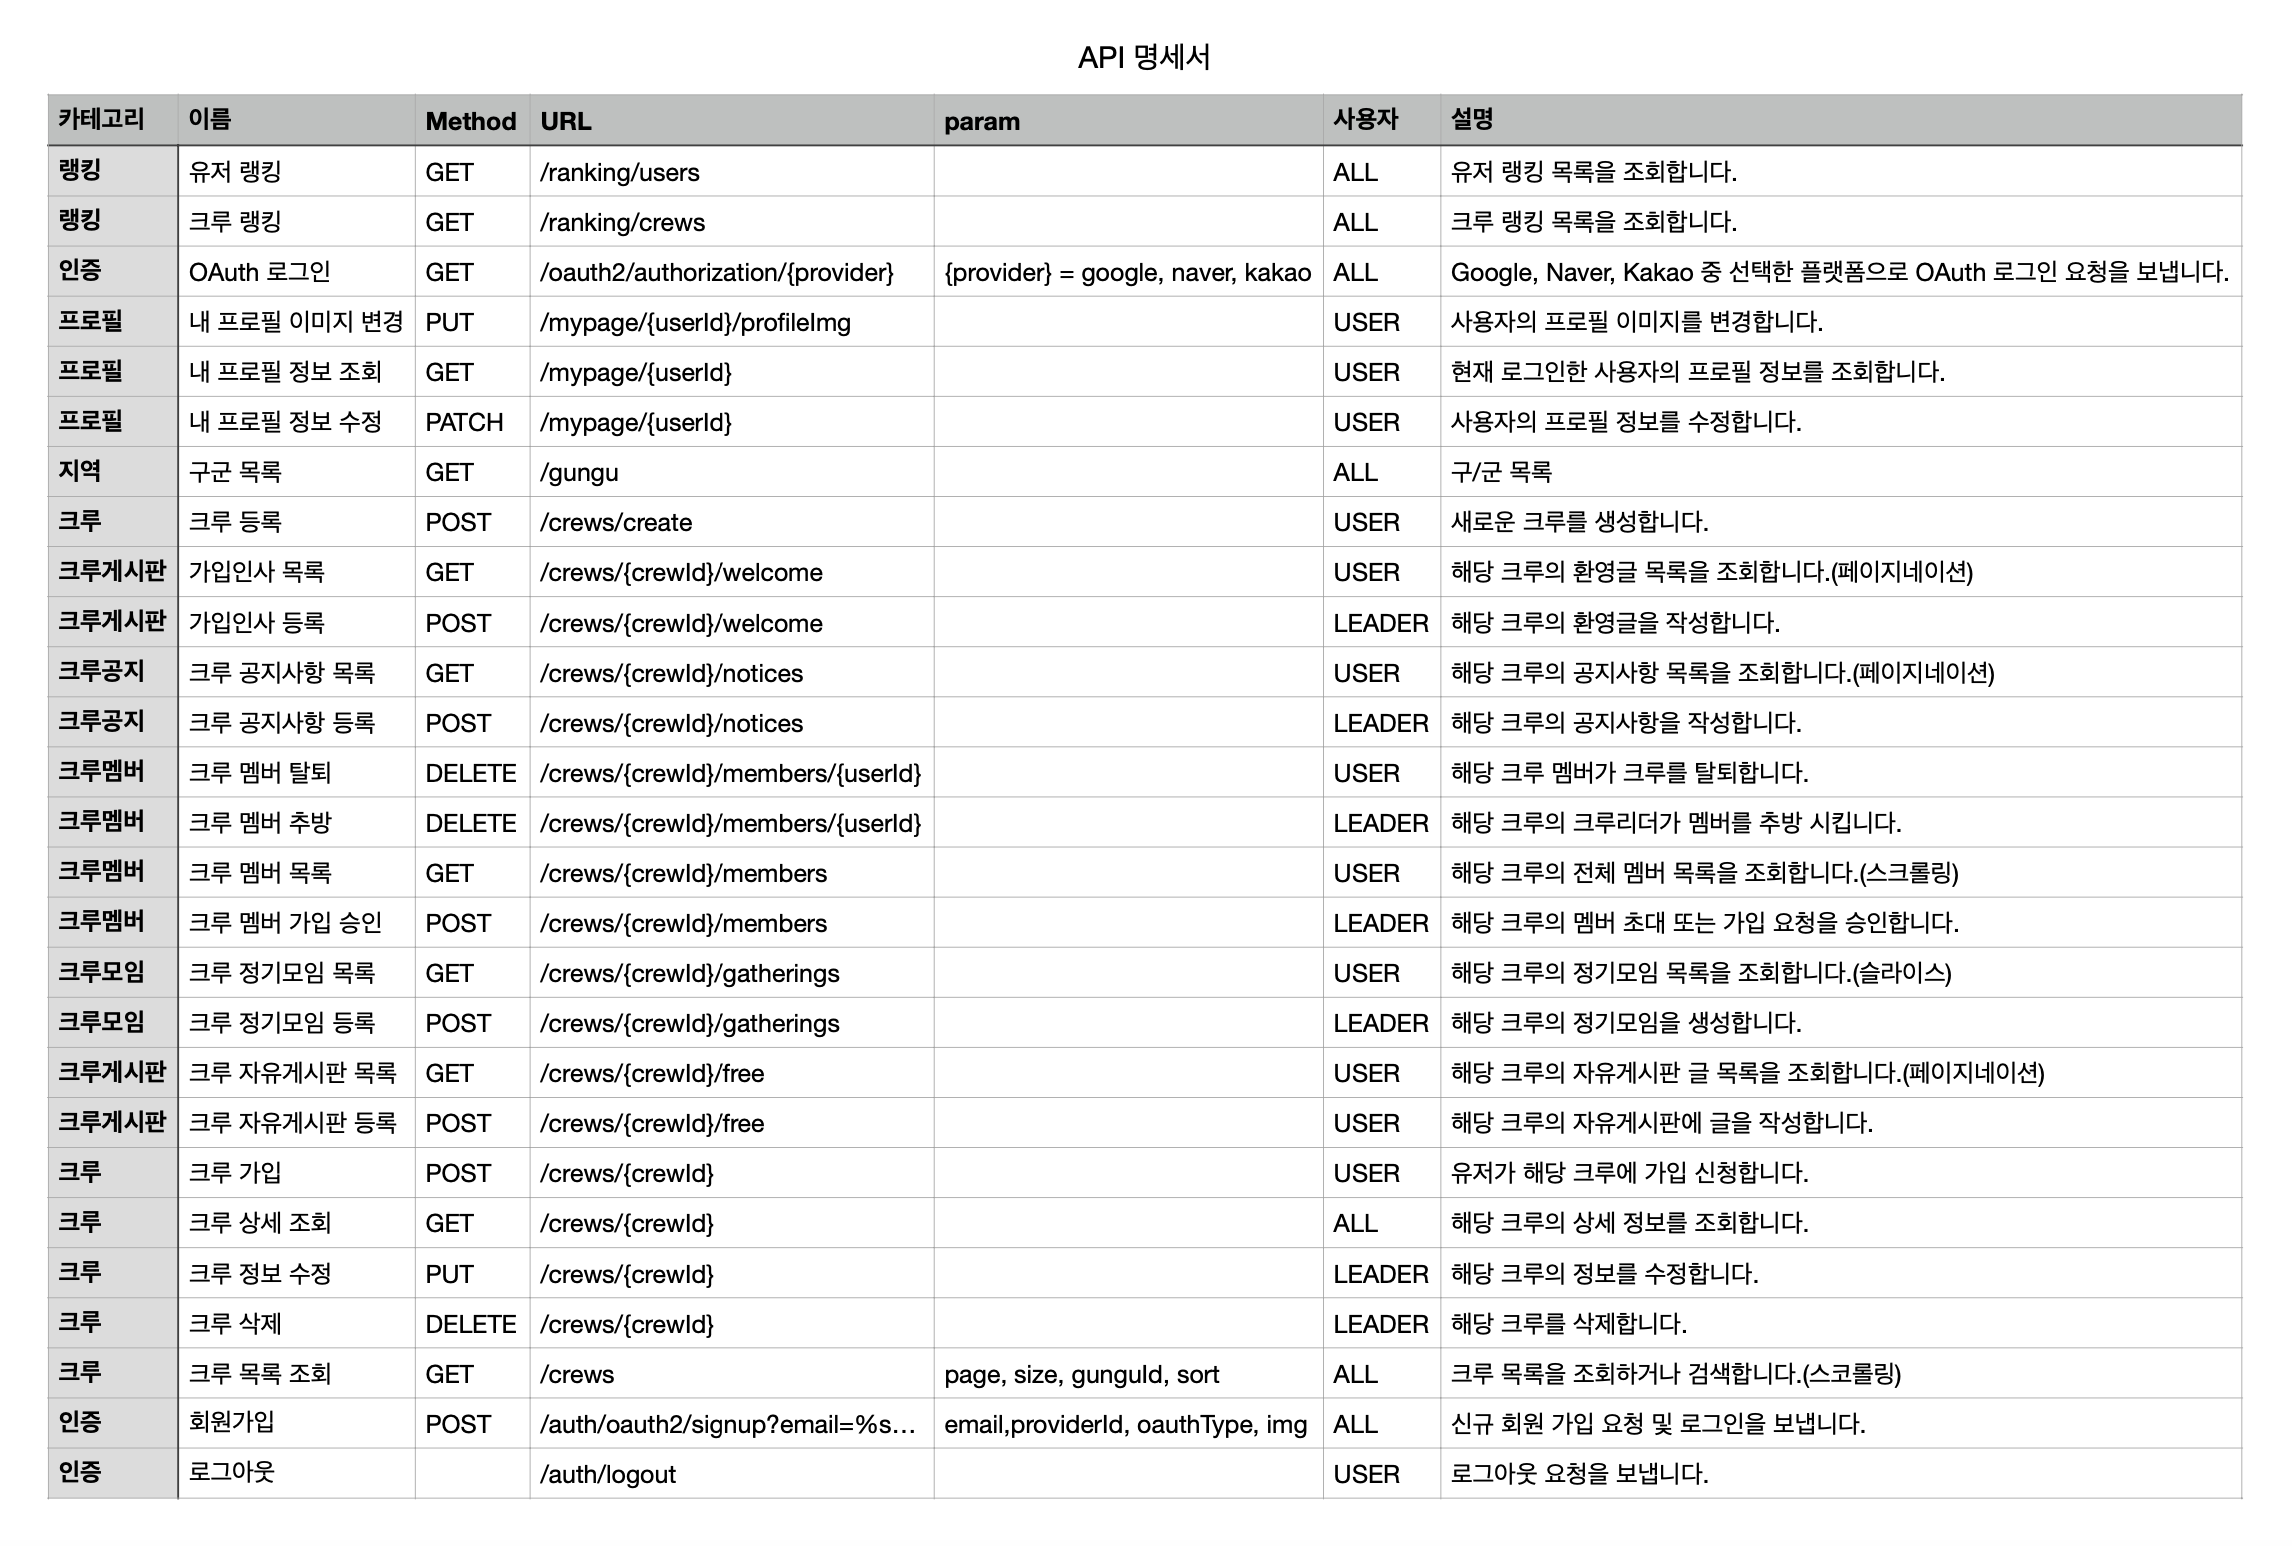 API 명세서
카테고리 이름 Method URL param 사용자 설명
랭킹 유저 랭킹 GET /ranking/users ALL 유저 랭킹 목록을 조회합니다.
랭킹 크루 랭킹 GET /ranking/crews ALL 크루 랭킹 목록을 조회합니다.
인증 OAuth 로그인 GET /oauth2/authorization/{provider} {provider} = google, naver, kakao ALL Google, Naver, Kakao 중 선택한 플랫폼으로 OAuth 로그인 요청을 보냅니다.
프로필 내 프로필 이미지 변경 PUT /mypage/{userId}/profileImg USER 사용자의 프로필 이미지를 변경합니다.
프로필 내 프로필 정보 조회 GET /mypage/{userId} USER 현재 로그인한 사용자의 프로필 정보를 조회합니다.
프로필 내 프로필 정보 수정 PATCH /mypage/{userId} USER 사용자의 프로필 정보를 수정합니다.
지역 구군 목록 GET /gungu ALL 구/군 목록
크루 크루 등록 POST /crews/create USER 새로운 크루를 생성합니다.
크루게시판 가입인사 목록 GET /crews/{crewId}/welcome USER 해당 크루의 환영글 목록을 조회합니다.(페이지네이션)
크루게시판 가입인사 등록 POST /crews/{crewId}/welcome LEADER 해당 크루의 환영글을 작성합니다.
크루공지 크루 공지사항 목록 GET /crews/{crewId}/notices USER 해당 크루의 공지사항 목록을 조회합니다.(페이지네이션)
크루공지 크루 공지사항 등록 POST /crews/{crewId}/notices LEADER 해당 크루의 공지사항을 작성합니다.
크루멤버 크루 멤버 탈퇴 DELETE /crews/{crewId}/members/{userId} USER 해당 크루 멤버가 크루를 탈퇴합니다.
크루멤버 크루 멤버 추방 DELETE /crews/{crewId}/members/{userId} LEADER 해당 크루의 크루리더가 멤버를 추방 시킵니다.
크루멤버 크루 멤버 목록 GET /crews/{crewId}/members USER 해당 크루의 전체 멤버 목록을 조회합니다.(스크롤링)
크루멤버 크루 멤버 가입 승인 POST /crews/{crewId}/members LEADER 해당 크루의 멤버 초대 또는 가입 요청을 승인합니다.
크루모임 크루 정기모임 목록 GET /crews/{crewId}/gatherings USER 해당 크루의 정기모임 목록을 조회합니다.(슬라이스)
크루모임 크루 정기모임 등록 POST /crews/{crewId}/gatherings LEADER 해당 크루의 정기모임을 생성합니다.
크루게시판 크루 자유게시판 목록 GET /crews/{crewId}/free USER 해당 크루의 자유게시판 글 목록을 조회합니다.(페이지네이션)
크루게시판 크루 자유게시판 등록 POST /crews/{crewId}/free USER 해당 크루의 자유게시판에 글을 작성합니다.
크루 크루 가입 POST /crews/{crewId} USER 유저가 해당 크루에 가입 신청합니다.
크루 크루 상세 조회 GET /crews/{crewId} ALL 해당 크루의 상세 정보를 조회합니다.
크루 크루 정보 수정 PUT /crews/{crewId} LEADER 해당 크루의 정보를 수정합니다.
크루 크루 삭제 DELETE /crews/{crewId} LEADER 해당 크루를 삭제합니다.
크루 크루 목록 조회 GET /crews page, size, gunguId, sort ALL 크루 목록을 조회하거나 검색합니다.(스코롤링)
인증 회원가입 POST /auth/oauth2/signup?email=%s… email,providerId, oauthType, img ALL 신규 회원 가입 요청 및 로그인을 보냅니다.
인증 로그아웃 /auth/logout USER 로그아웃 요청을 보냅니다.